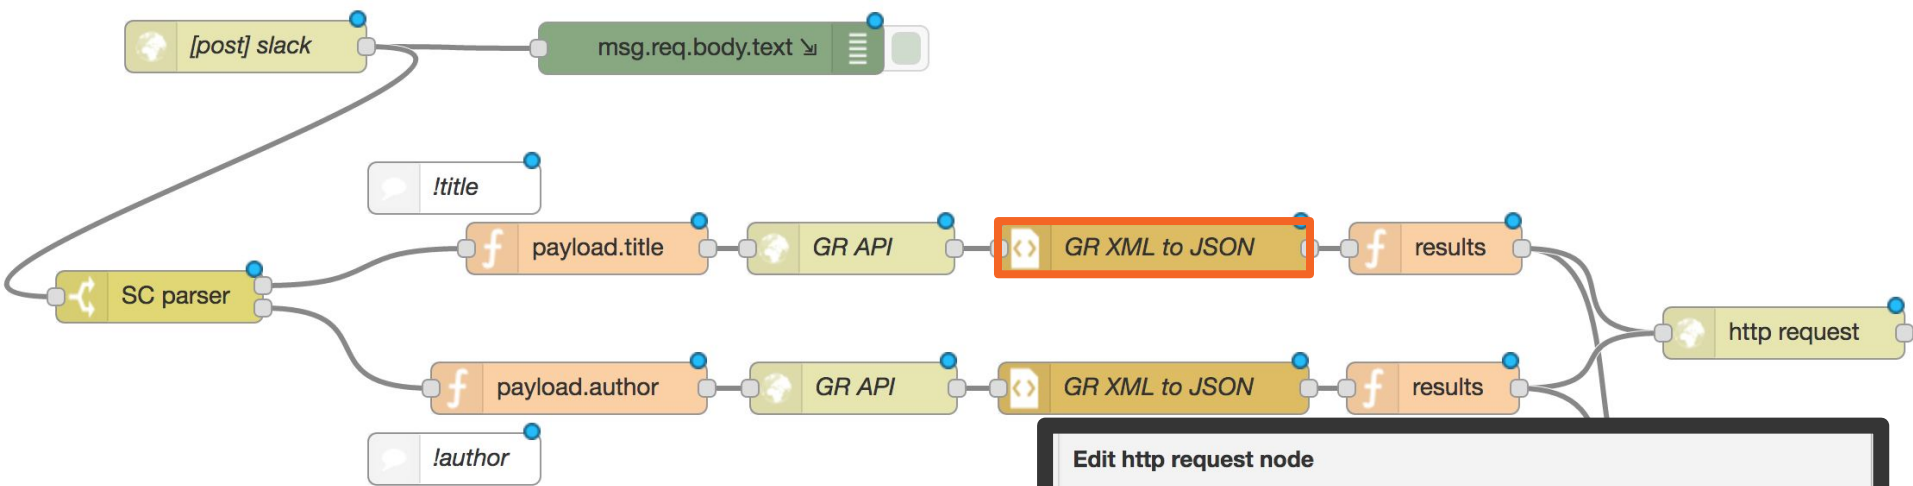 [post] slack
msg.req.body.text
!title
payload.title
GR API
GR XML to JSON
results
SC parser
http request
payload.author
GR API
GR XML to JSON
results
!author
Edit http request node